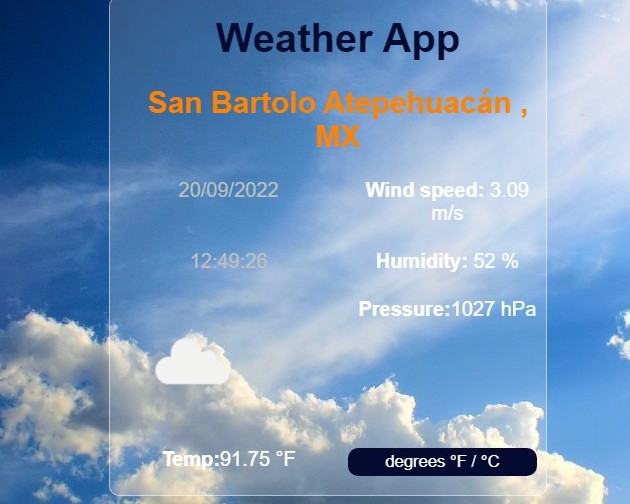 Weather App
San Bartolo Atepehuacán ,
MX
20/09/2022
Wind speed: 3.09
m/s
12:49:26
Humidity: 52 %
Pressure:1027 hPa
Temp:91.75 °F
degrees °F / °C